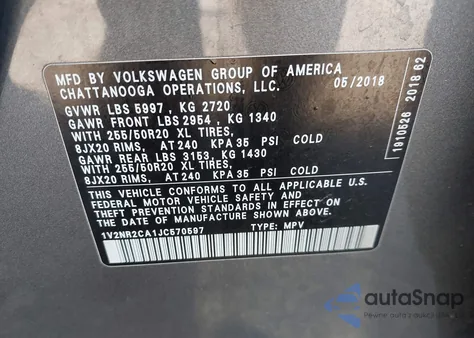 MFD BY VOLKSWAGEN GROUP OF AMERICA
CHATTANOOGA OPERATIONS, LLC. 05/2018
GVWR LBS 5997, KG 2720
GAWR FRONT LBS 2954, KG 1340
WITH 255/50R20 XL TIRES,
8JX20 RIMS, AT 240 KPA 35 PSI COLD
GAWR REAR LBS 3153, KG 1430
WITH 255/50R20 XL TIRES,
8JX20 RIMS, AT 240 KPA 35 PSI COLD
THIS VEHICLE CONFORMS TO ALL APPLICABLE U.S.
FEDERAL MOTOR VEHICLE SAFETY AND
THEFT PREVENTION STANDARDS IN EFFECT ON
THE DATE OF MANUFACTURE SHOWN ABOVE
1V2NR2CA1JC570597 TYPE: MPV
1910526 2018 62
autoSnap